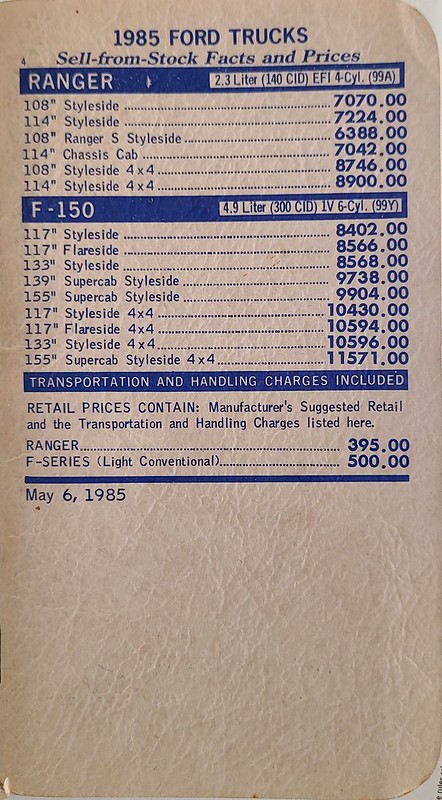 1985 FORD TRUCKS
4 Sell-from-Stock Facts and Prices
RANGER 2.3 Liter (140 CID) EFI 4-Cyl. (99A)
108" Styleside 7070.00
114" Styleside 7224.00
108" Ranger S Styleside 6388.00
114" Chassis Cab 7042.00
108" Styleside 4x4 8746.00
114" Styleside 4x4 8900.00
F-150 4.9 Liter (300 CID) 1V 6-Cyl. (99Y)
117" Styleside 8402.00
117" Flareside 8566.00
133" Styleside 8568.00
139" Supercab Styleside 9738.00
155" Supercab Styleside 9904.00
117" Styleside 4x4 10430.00
117" Flareside 4x4 10594.00
133" Styleside 4x4 10596.00
155" Supercab Styleside 4x4 11571.00
TRANSPORTATION AND HANDLING CHARGES INCLUDED
RETAIL PRICES CONTAIN: Manufacturer's Suggested Retail
and the Transportation and Handling Charges listed here.
RANGER 395.00
F-SERIES (Light Conventional) 500.00
May 6, 1985